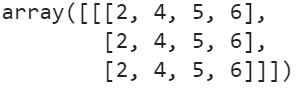 array([[[2, 4, 5, 6],
        [2, 4, 5, 6],
        [2, 4, 5, 6]]])